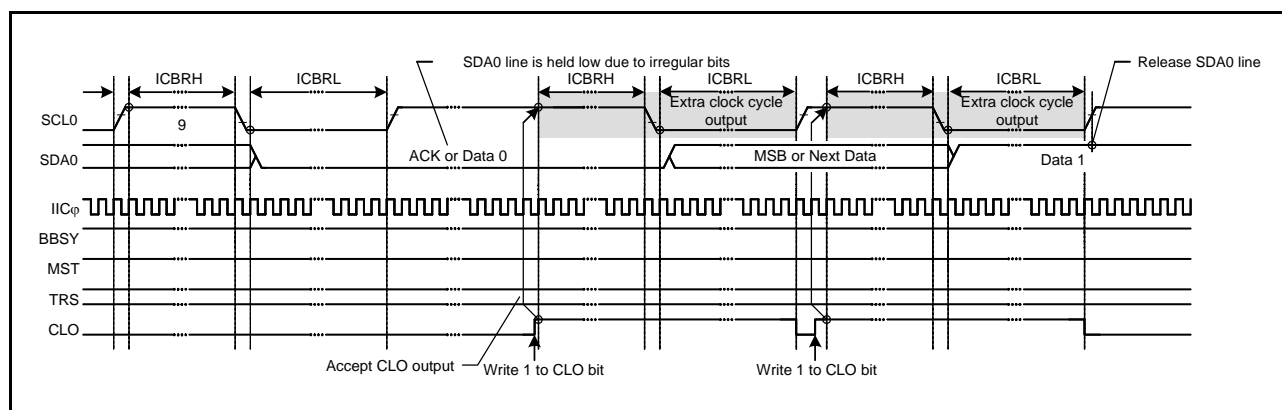 SDA0 line is held low due to irregular bits
Release SDA0 line
ICBRH
ICBRL
ICBRH
ICBRL
ICBRH
ICBRL
Extra clock cycle
output
Extra clock cycle
output
SCL0
9
SDA0
ACK or Data 0
MSB or Next Data
Data 1
IICφ
BBSY
MST
TRS
CLO
Accept CLO output
Write 1 to CLO bit
Write 1 to CLO bit